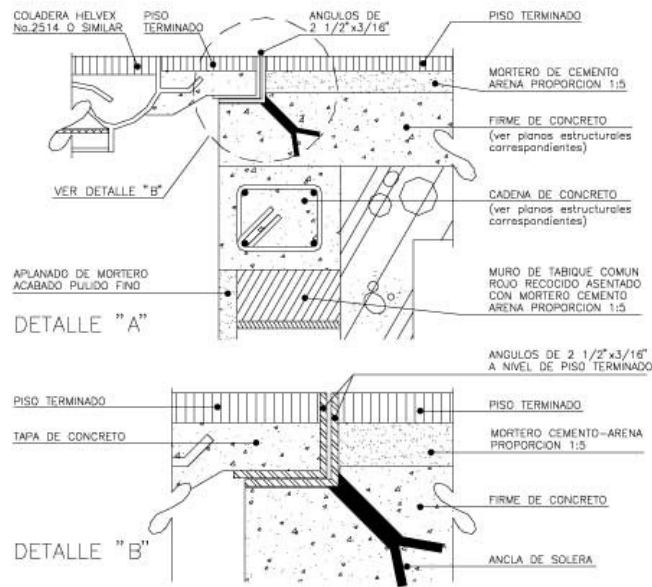 COLADERA HELVEX
No.2514 O SIMILAR
PISO
TERMINADO
ANGULOS DE
2 1/2"x3/16"
PISO TERMINADO
MORTERO DE CEMENTO
ARENA PROPORCION 1:5
FIRME DE CONCRETO
(ver planos estructurales
correspondientes)
VER DETALLE "B"
CADENA DE CONCRETO
(ver planos estructurales
correspondientes)
APLANADO DE MORTERO
ACABADO PULIDO FINO
MURO DE TABIQUE COMUN
ROJO RECOCIDO ASENTADO
CON MORTERO CEMENTO
ARENA PROPORCION 1:5
DETALLE "A"
ANGULOS DE 2 1/2"x3/16"
A NIVEL DE PISO TERMINADO
PISO TERMINADO
PISO TERMINADO
TAPA DE CONCRETO
MORTERO CEMENTO-ARENA
PROPORCION 1:5
FIRME DE CONCRETO
DETALLE "B"
ANCLA DE SOLERA